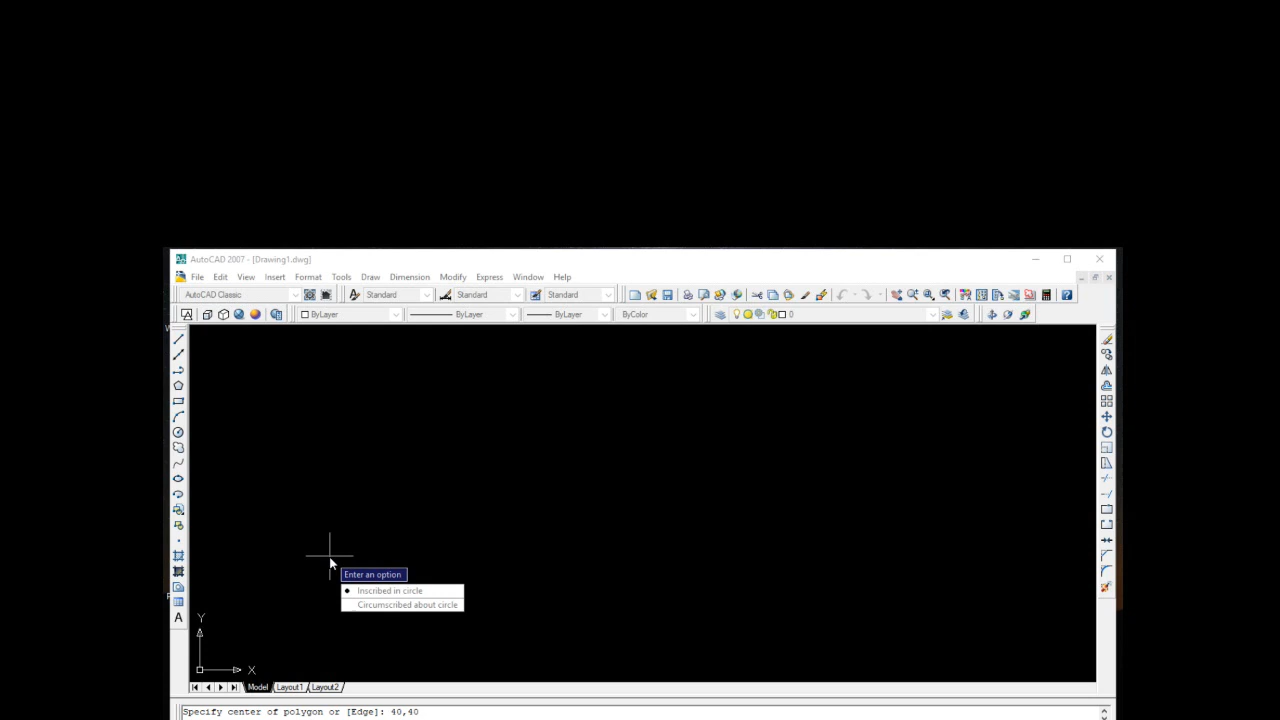 AutoCAD 2007 - [Drawing1.dwg]
File Edit View Insert Format Tools Draw Dimension Modify Express Window Help
AutoCAD Classic Standard Standard Standard
ByLayer ByLayer ByLayer ByColor 0
A
Enter an option
Inscribed in circle
Circumscribed about circle
Y
X
Model Layout1 Layout2
Specify center of polygon or [Edge]: 40,40